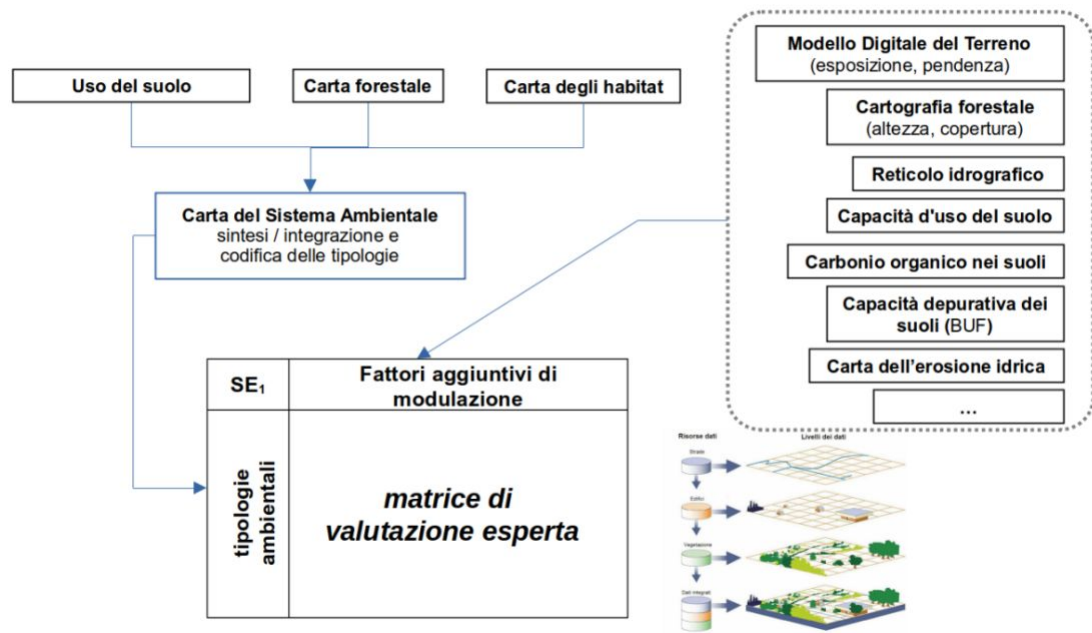 Uso del suolo
Carta forestale
Carta degli habitat
Carta del Sistema Ambientale
sintesi / integrazione e
codifica delle tipologie
Modello Digitale del Terreno
(esposizione, pendenza)
Cartografia forestale
(altezza, copertura)
Reticolo idrografico
Capacità d'uso del suolo
Carbonio organico nei suoli
Capacità depurativa dei
suoli (BUF)
Carta dell’erosione idrica
...
SE₁
Fattori aggiuntivi di
modulazione
tipologie
ambientali
matrice di
valutazione esperta
Risorse dati
Livelli dei dati
Strade
Edifici
Vegetazione
Dati integrati